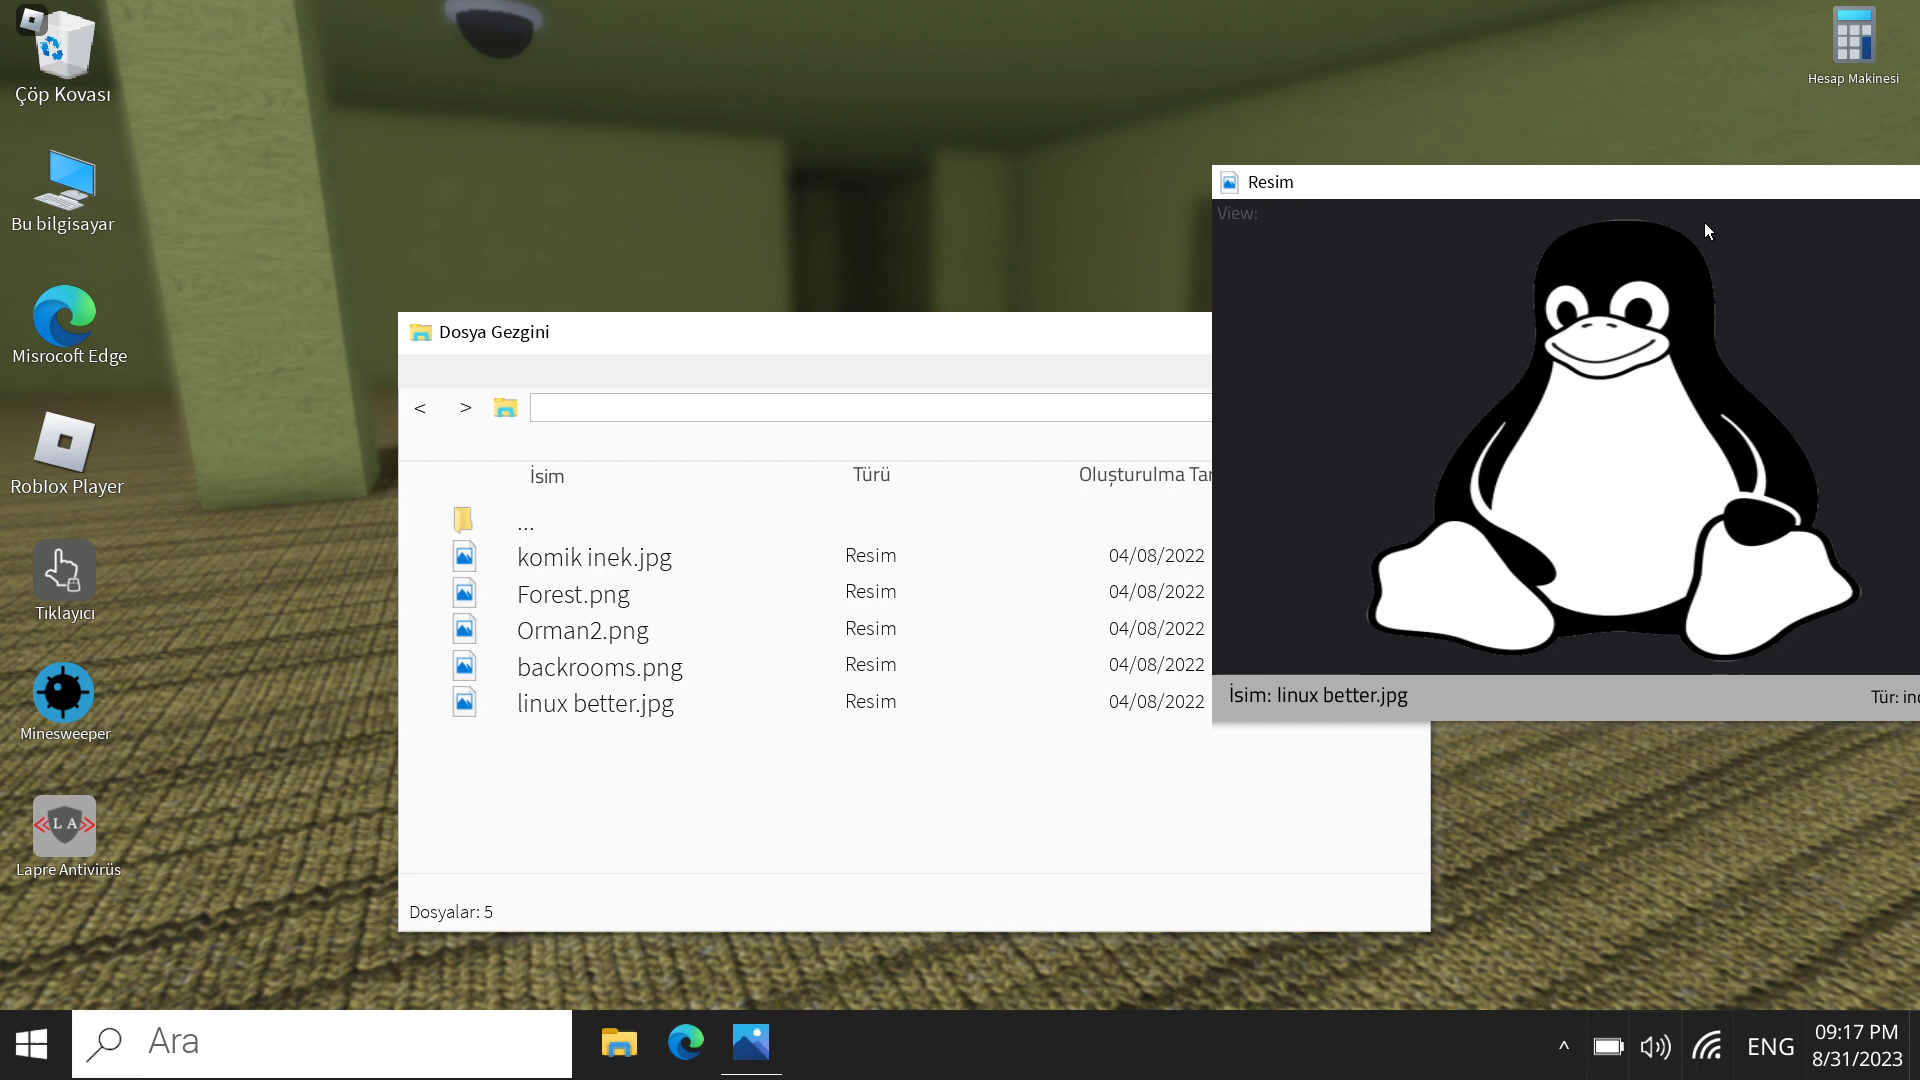 Çöp Kovası
Hesap Makinesi
Bu bilgisayar
Misrocoft Edge
Roblox Player
Tıklayıcı
Minesweeper
L A
Lapre Antivirüs
Resim
View:
İsim: linux better.jpg
Tür: ind
Dosya Gezgini
< >
İsim Türü Oluşturulma Tar
...
komik inek.jpg Resim 04/08/2022
Forest.png Resim 04/08/2022
Orman2.png Resim 04/08/2022
backrooms.png Resim 04/08/2022
linux better.jpg Resim 04/08/2022
Dosyalar: 5
Ara
^ ENG
09:17 PM
8/31/2023